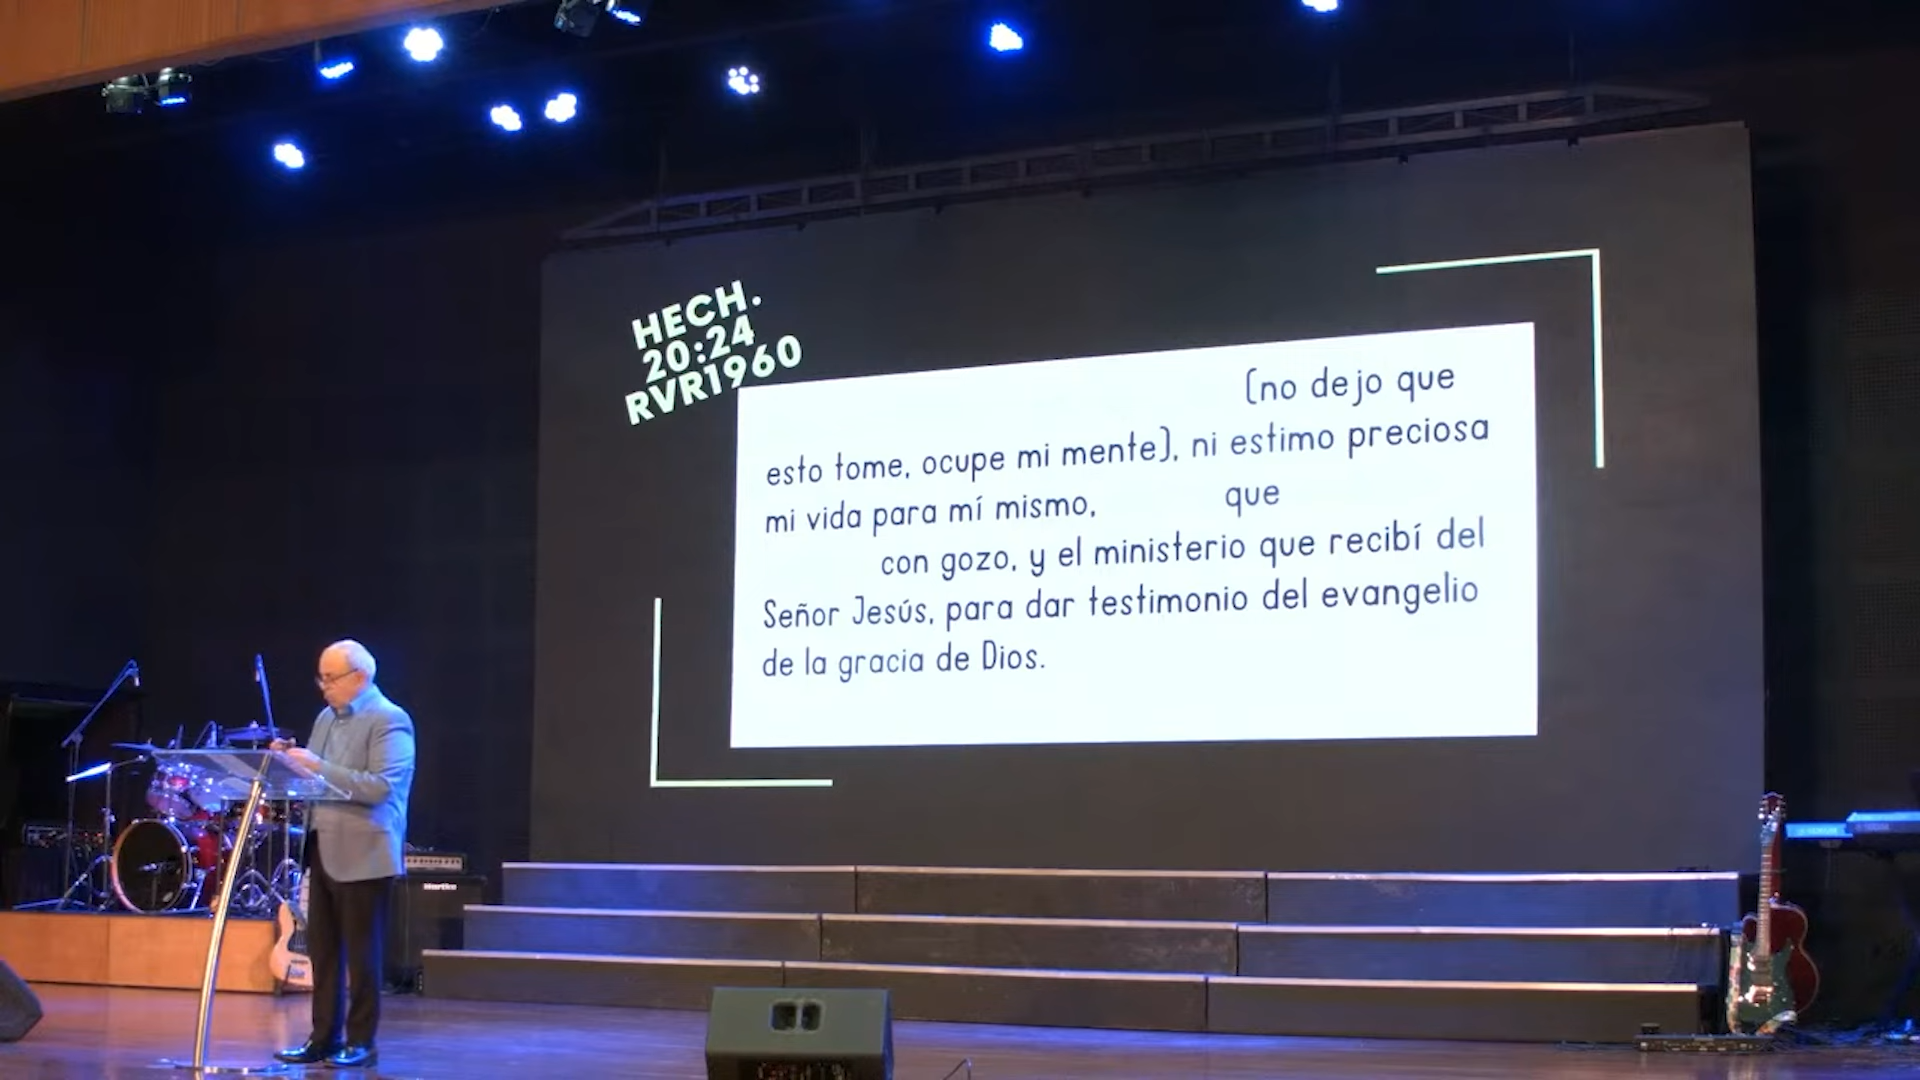 HECH.
20:24
RVR1960
(no dejo que
esto tome, ocupe mi mente), ni estimo preciosa
mi vida para mí mismo, que
con gozo, y el ministerio que recibí del
Señor Jesús, para dar testimonio del evangelio
de la gracia de Dios.
Hartke